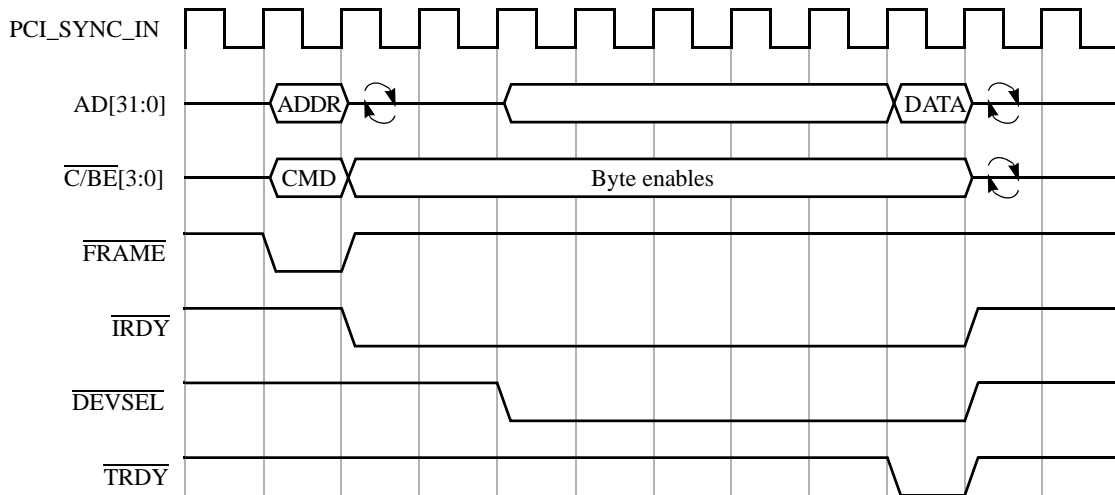 PCI_SYNC_IN
AD[31:0] ADDR DATA
C/BE[3:0] CMD Byte enables
FRAME
IRDY
DEVSEL
TRDY